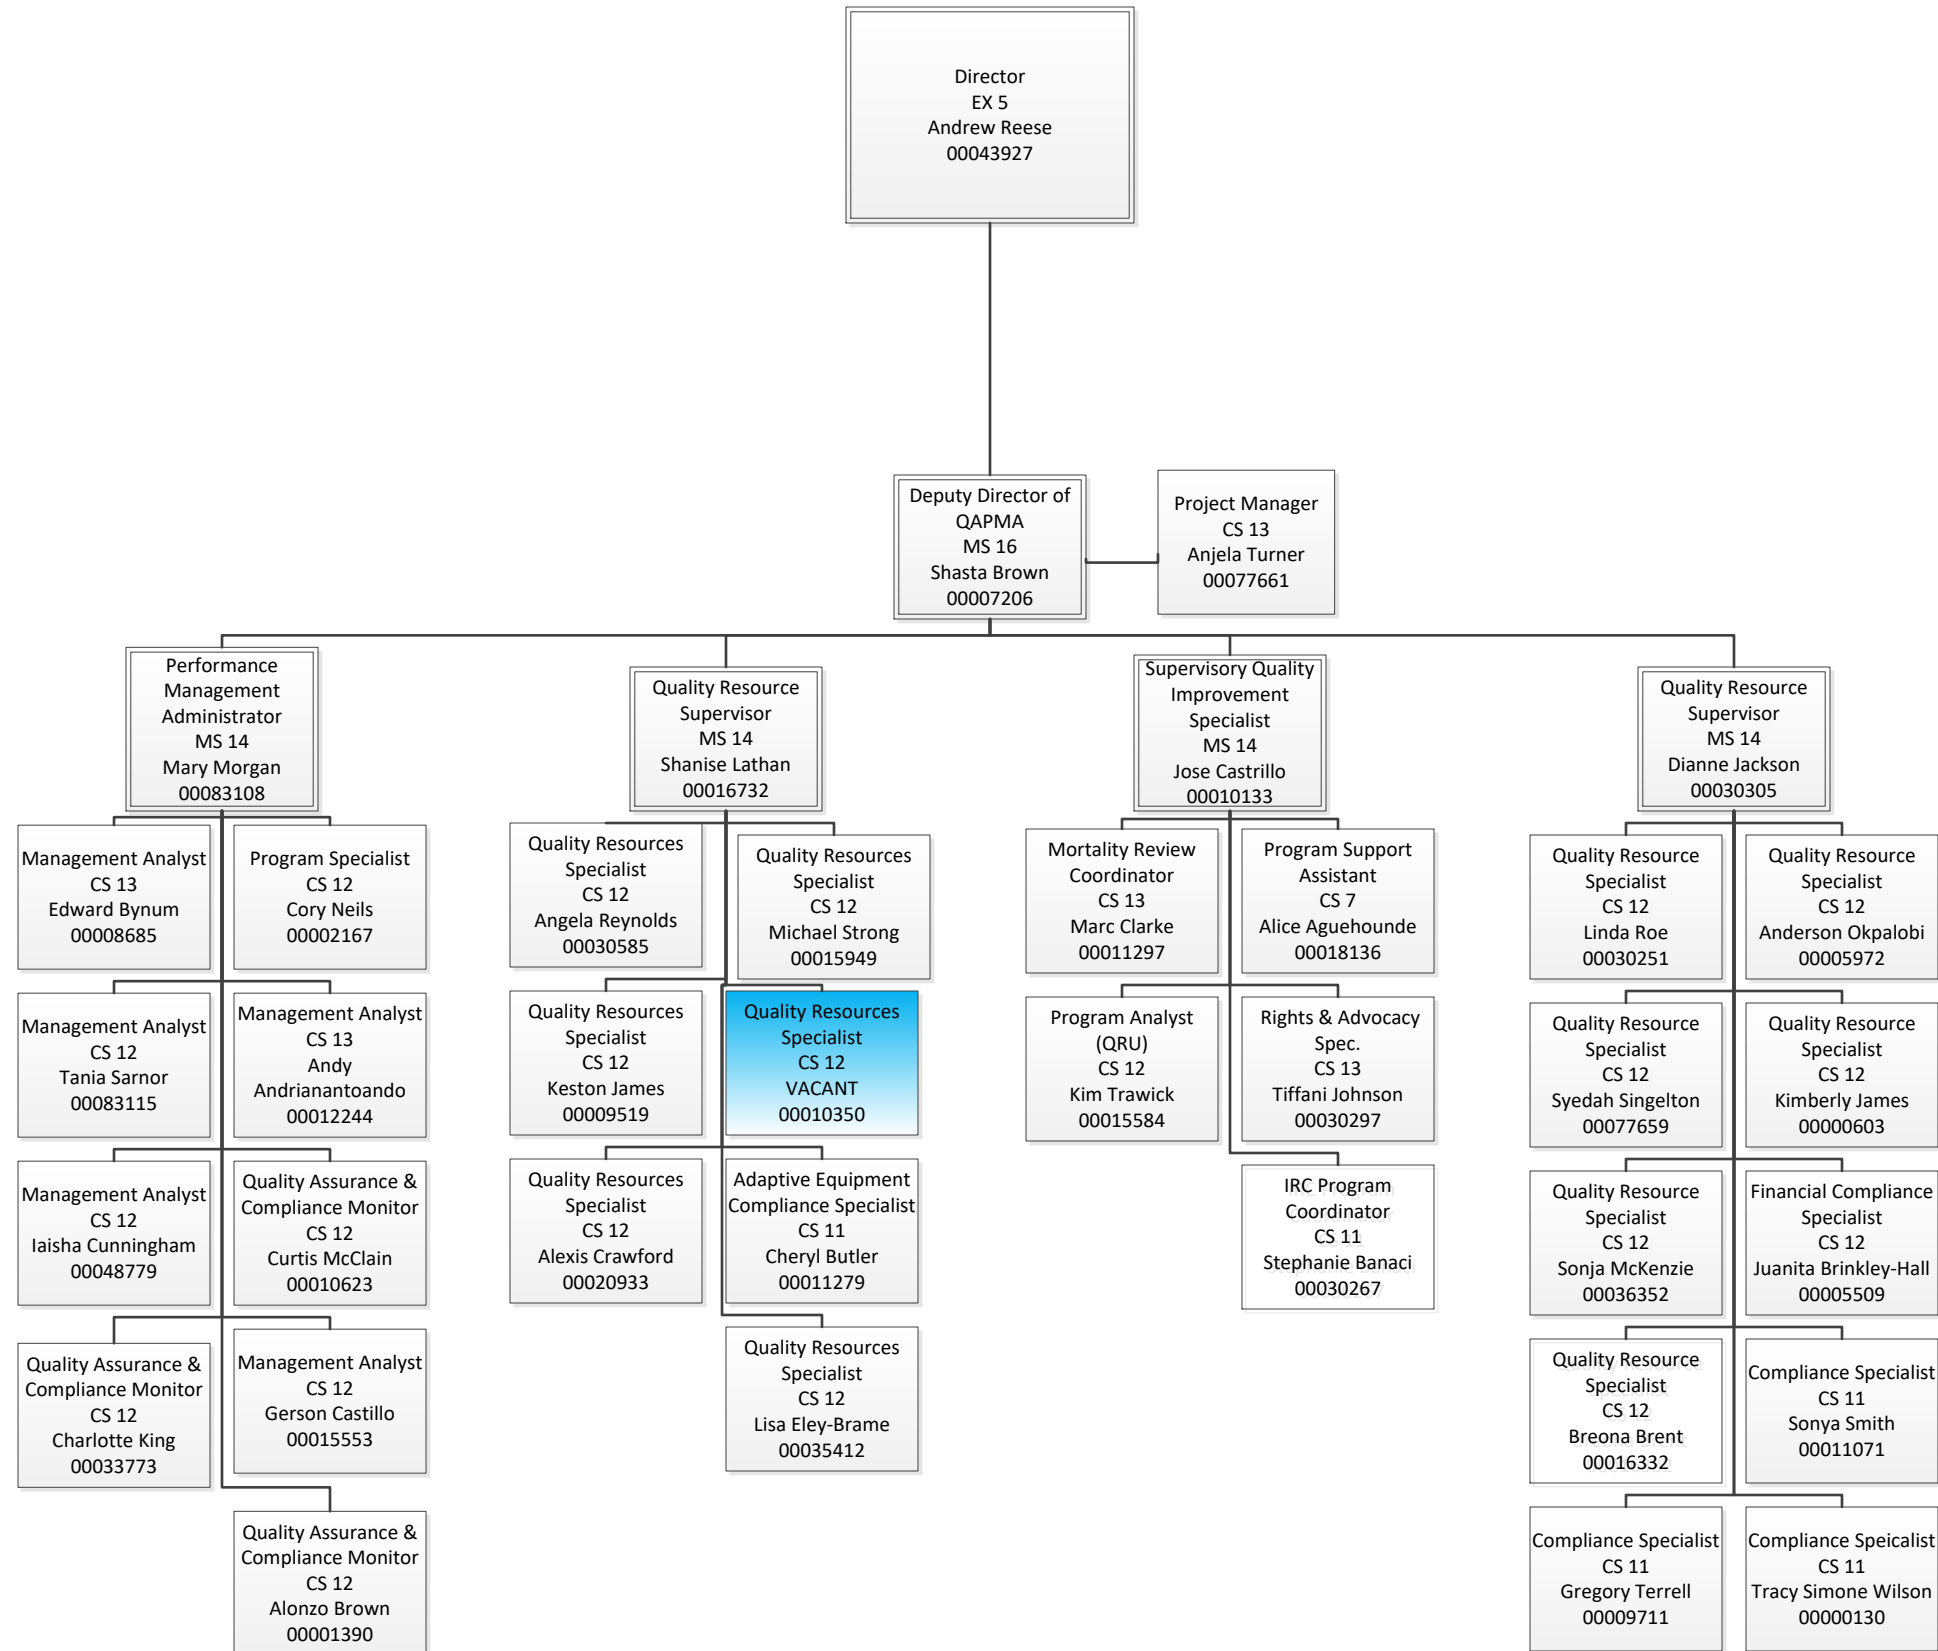 Director
EX 5
Andrew Reese
00043927
Deputy Director of
QAPMA
MS 16
Shasta Brown
00007206
Project Manager
CS 13
Anjela Turner
00077661
Performance
Management
Administrator
MS 14
Mary Morgan
00083108
Quality Resource
Supervisor
MS 14
Shanise Lathan
00016732
Supervisory Quality
Improvement
Specialist
MS 14
Jose Castrillo
00010133
Quality Resource
Supervisor
MS 14
Dianne Jackson
00030305
Management Analyst
CS 13
Edward Bynum
00008685
Program Specialist
CS 12
Cory Neils
00002167
Quality Resources
Specialist
CS 12
Angela Reynolds
00030585
Quality Resources
Specialist
CS 12
Michael Strong
00015949
Mortality Review
Coordinator
CS 13
Marc Clarke
00011297
Program Support
Assistant
CS 7
Alice Aguehounde
00018136
Quality Resource
Specialist
CS 12
Linda Roe
00030251
Quality Resource
Specialist
CS 12
Anderson Okpalobi
00005972
Management Analyst
CS 12
Tania Sarnor
00083115
Management Analyst
CS 13
Andy
Andrianantoando
00012244
Quality Resources
Specialist
CS 12
Keston James
00009519
Quality Resources
Specialist
CS 12
VACANT
00010350
Program Analyst
(QRU)
CS 12
Kim Trawick
00015584
Rights & Advocacy
Spec.
CS 13
Tiffani Johnson
00030297
Quality Resource
Specialist
CS 12
Syedah Singelton
00077659
Quality Resource
Specialist
CS 12
Kimberly James
00000603
Management Analyst
CS 12
Iaisha Cunningham
00048779
Quality Assurance &
Compliance Monitor
CS 12
Curtis McClain
00010623
Quality Resources
Specialist
CS 12
Alexis Crawford
00020933
Adaptive Equipment
Compliance Specialist
CS 11
Cheryl Butler
00011279
IRC Program
Coordinator
CS 11
Stephanie Banaci
00030267
Quality Resource
Specialist
CS 12
Sonja McKenzie
00036352
Financial Compliance
Specialist
CS 12
Juanita Brinkley-Hall
00005509
Quality Assurance &
Compliance Monitor
CS 12
Charlotte King
00033773
Management Analyst
CS 12
Gerson Castillo
00015553
Quality Resources
Specialist
CS 12
Lisa Eley-Brame
00035412
Quality Resource
Specialist
CS 12
Breona Brent
00016332
Compliance Specialist
CS 11
Sonya Smith
00011071
Quality Assurance &
Compliance Monitor
CS 12
Alonzo Brown
00001390
Compliance Specialist
CS 11
Gregory Terrell
00009711
Compliance Speicalist
CS 11
Tracy Simone Wilson
00000130